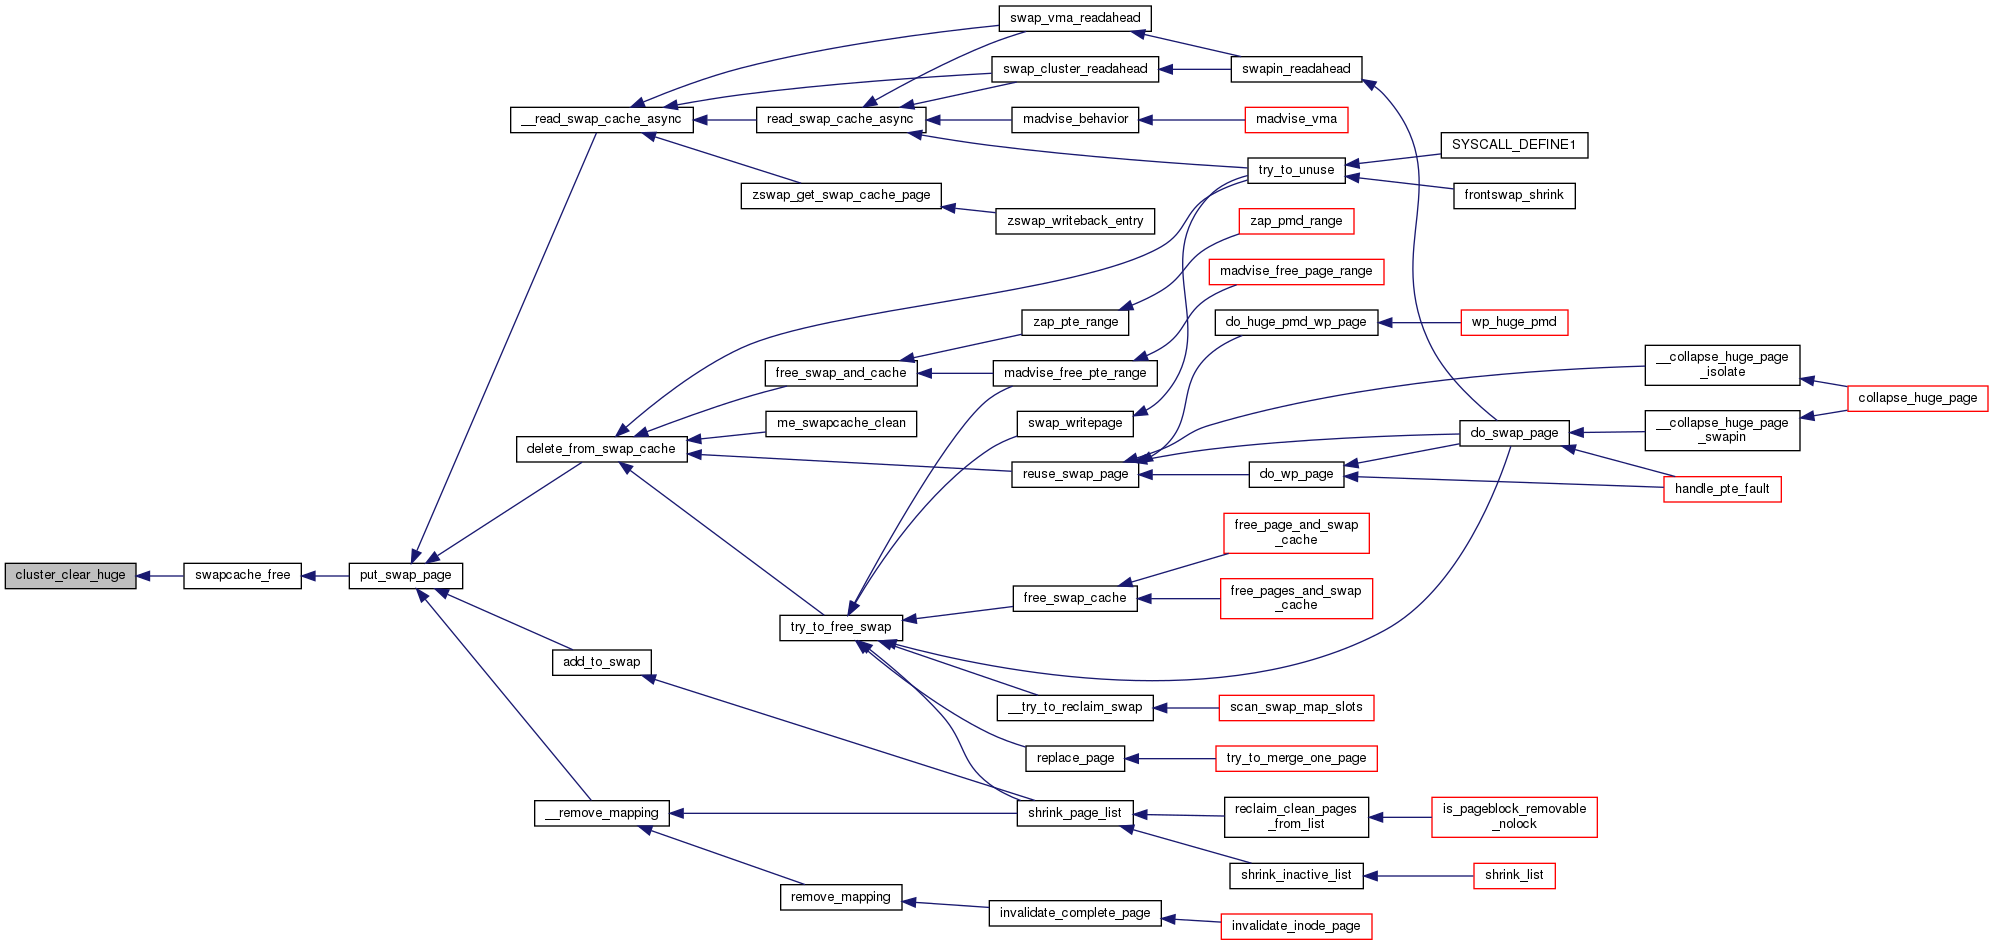 swap_vma_readahead
swap_cluster_readahead
swapin_readahead
__read_swap_cache_async
read_swap_cache_async
madvise_behavior
madvise_vma
SYSCALL_DEFINE1
try_to_unuse
zswap_get_swap_cache_page
frontswap_shrink
zswap_writeback_entry
zap_pmd_range
madvise_free_page_range
zap_pte_range
do_huge_pmd_wp_page
wp_huge_pmd
__collapse_huge_page
_isolate
free_swap_and_cache
madvise_free_pte_range
collapse_huge_page
me_swapcache_clean
swap_writepage
do_swap_page
__collapse_huge_page
_swapin
delete_from_swap_cache
reuse_swap_page
do_wp_page
handle_pte_fault
free_page_and_swap
_cache
cluster_clear_huge
swapcache_free
put_swap_page
free_swap_cache
free_pages_and_swap
_cache
try_to_free_swap
add_to_swap
__try_to_reclaim_swap
scan_swap_map_slots
replace_page
try_to_merge_one_page
__remove_mapping
shrink_page_list
reclaim_clean_pages
_from_list
is_pageblock_removable
_nolock
shrink_inactive_list
shrink_list
remove_mapping
invalidate_complete_page
invalidate_inode_page